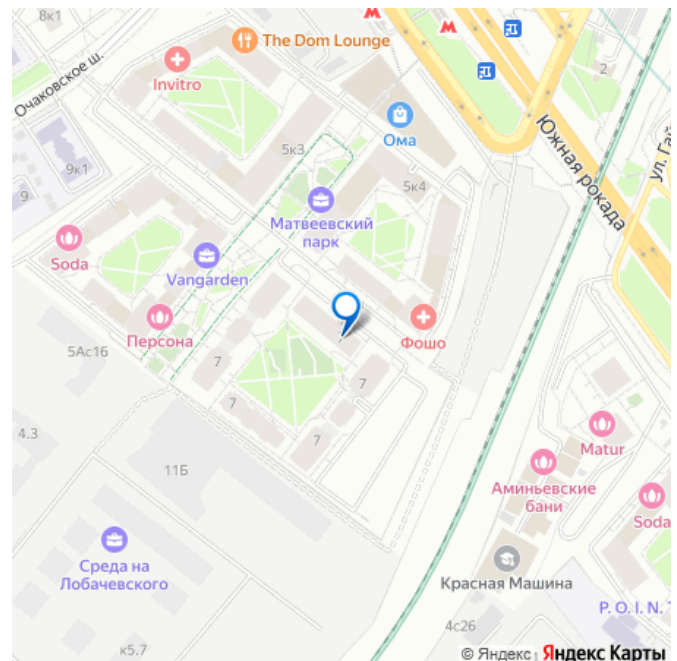 8к1
The Dom Lounge
Очаковское ш.
Invitro
2
Ома
Южная рокада
ул. Гай
5к3
9к1
9
5к4
Матвеевский
парк
Soda
Vangarden
Персона
Фошо
5Ас16
7
7
7
7
4.3
11Б
Matur
Аминьевские
бани
Soda
Среда на
Лобачевского
Красная Машина
P. O. I. N. T
4с26
к5.7
© Яндекс
Яндекс Карты